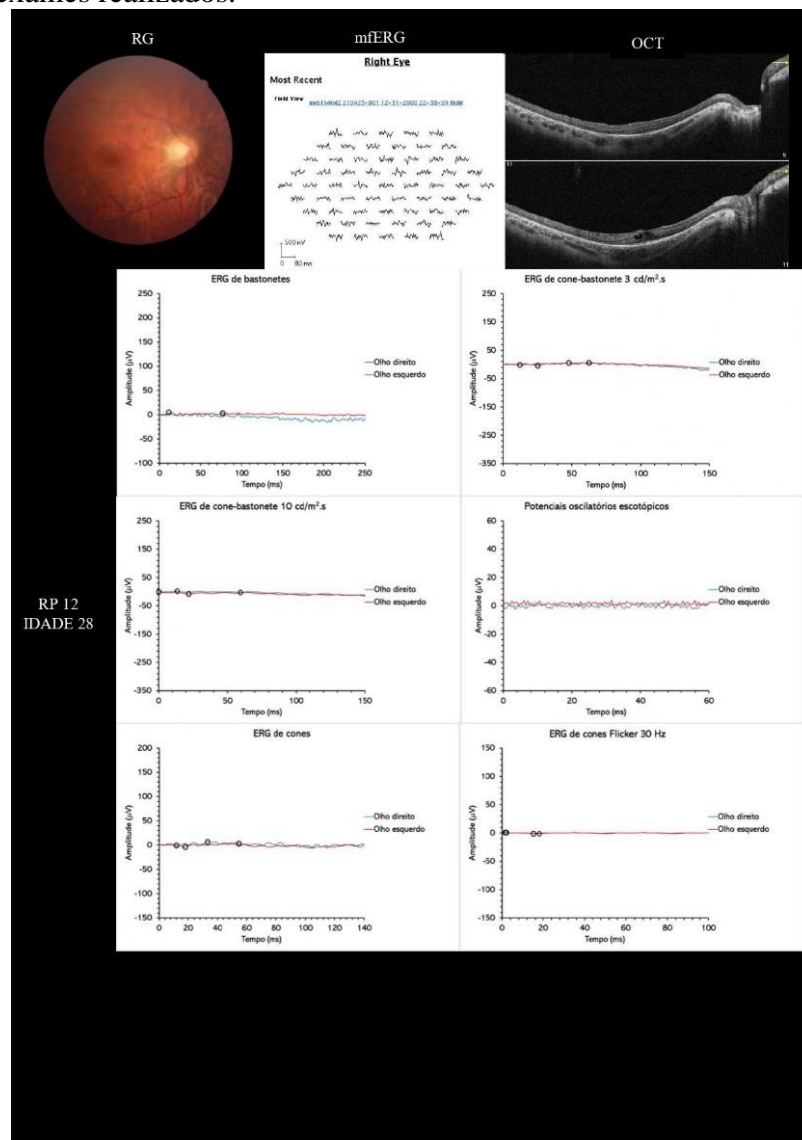 exames realizados.
RG
mfERG
OCT
Right Eye
Most Recent
Field View
500 nV
0 80 ms
9
11
ERG de bastonetes
250
200
150
100
50
0
-50
-100
Amplitude (µV)
0 50 100 150 200 250
Tempo (ms)
Olho direito
Olho esquerdo
ERG de cone-bastonete 3 cd/m².s
250
150
50
-50
-150
-250
-350
Amplitude (µV)
0 50 100 150
Tempo (ms)
Olho direito
Olho esquerdo
RP 12
IDADE 28
ERG de cone-bastonete 10 cd/m².s
250
150
50
-50
-150
-250
-350
Amplitude (µV)
0 50 100 150
Tempo (ms)
Olho direito
Olho esquerdo
Potenciais oscilatórios escotópicos
60
40
20
0
-20
-40
-60
Amplitude (µV)
0 20 40 60
Tempo (ms)
Olho direito
Olho esquerdo
ERG de cones
200
150
100
50
0
-50
-100
-150
Amplitude (µV)
0 20 40 60 80 100 120 140
Tempo (ms)
Olho direito
Olho esquerdo
ERG de cones Flicker 30 Hz
150
100
50
0
-50
-100
-150
Amplitude (µV)
0 20 40 60 80 100
Tempo (ms)
Olho direito
Olho esquerdo